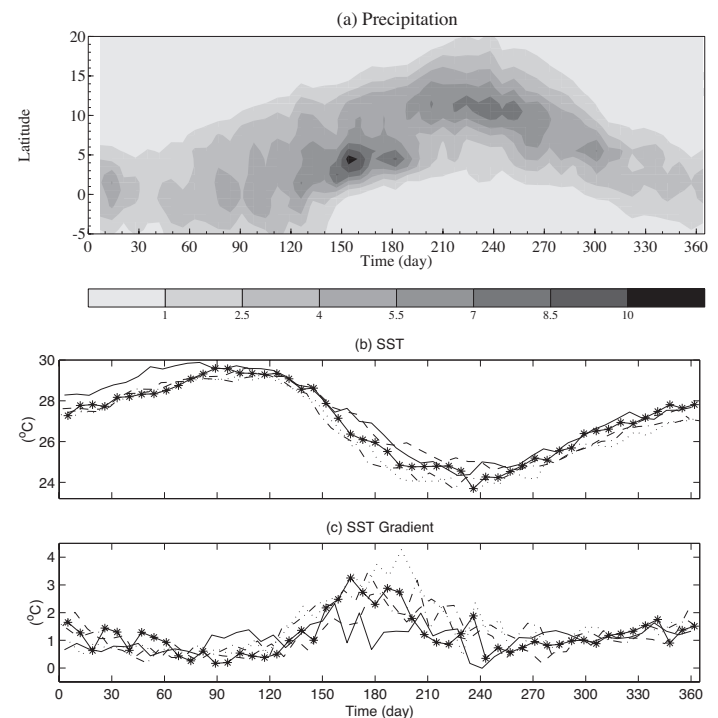 (a) Precipitation
20
15
10
5
0
-5
Latitude
0 30 60 90 120 150 180 210 240 270 300 330 360
Time (day)
1 2.5 4 5.5 7 8.5 10
(b) SST
30
28
26
24
(°C)
(c) SST Gradient
4
3
2
1
0
(°C)
0 30 60 90 120 150 180 210 240 270 300 330 360
Time (day)